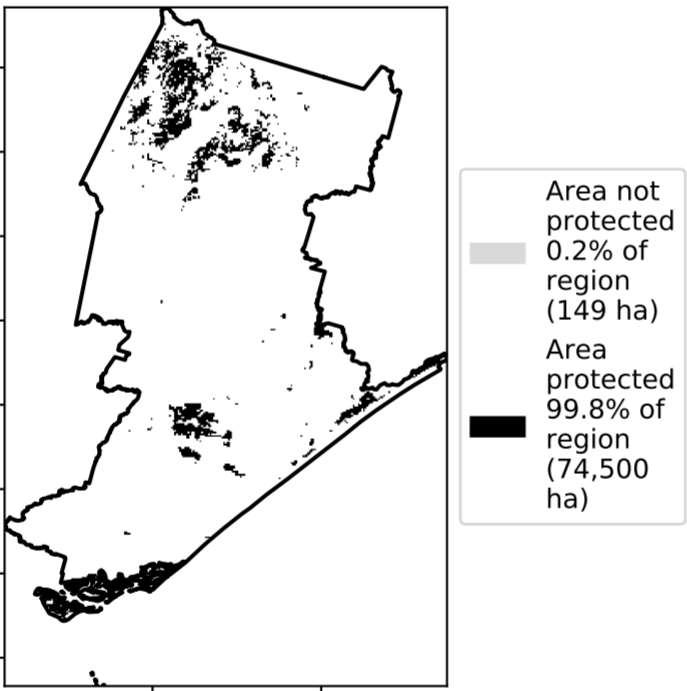 Area not
protected
0.2% of
region
(149 ha)
Area
protected
99.8% of
region
(74,500
ha)